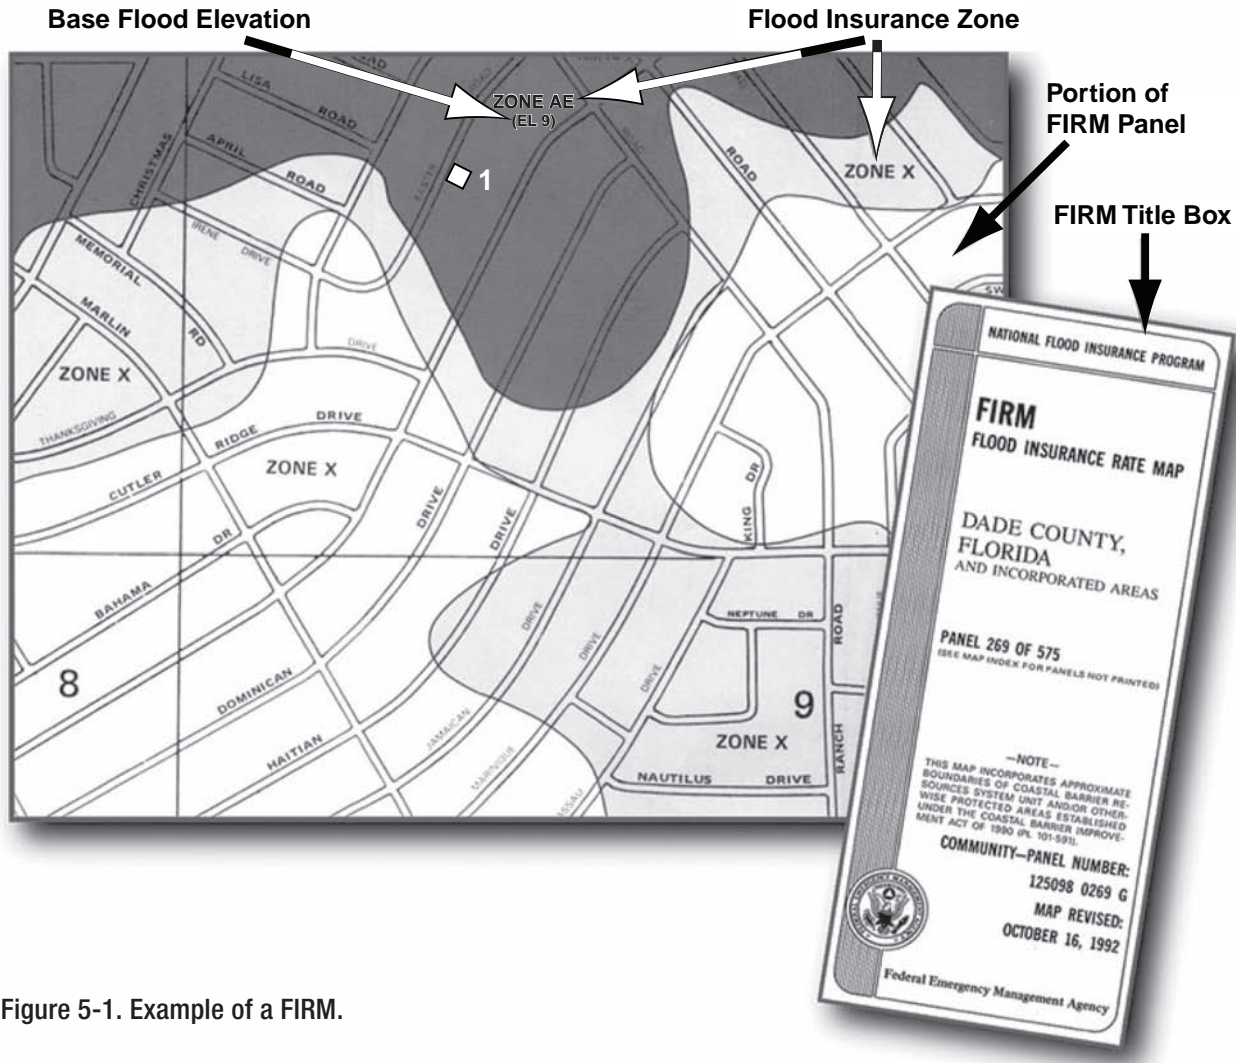 Base Flood Elevation
Flood Insurance Zone
Portion of
FIRM Panel
FIRM Title Box
LISA
ROAD
ZONE AE
(EL 9)
1
CHRISTMAS
APRIL
ROAD
ROAD
ZONE X
IRENE
DRIVE
MEMORIAL
RD
MARLIN
DRIVE
ZONE X
THANKSGIVING
RIDGE
DRIVE
CUTLER
ZONE X
DR
DRIVE
DRIVE
KING DR
BAHAMA
DRIVE
DRIVE
DRIVE
NEPTUNE DR
ROAD
8
DOMINICAN
HAITIAN
JAMAICAN
9
ZONE X
RANCH
NAUTILUS
DRIVE
NATIONAL FLOOD INSURANCE PROGRAM
FIRM
FLOOD INSURANCE RATE MAP
DADE COUNTY,
FLORIDA
AND INCORPORATED AREAS
PANEL 269 OF 575
(SEE MAP INDEX FOR PANELS NOT PRINTED)
—NOTE—
THIS MAP INCORPORATES APPROXIMATE
BOUNDARIES OF COASTAL BARRIER RE-
SOURCES SYSTEM UNIT AND/OR OTHER-
WISE PROTECTED AREAS ESTABLISHED
UNDER THE COASTAL BARRIER IMPROVE-
MENT ACT OF 1990 (PL 101-591).
COMMUNITY—PANEL NUMBER:
125098 0269 G
MAP REVISED:
OCTOBER 16, 1992
Federal Emergency Management Agency
Figure 5-1. Example of a FIRM.